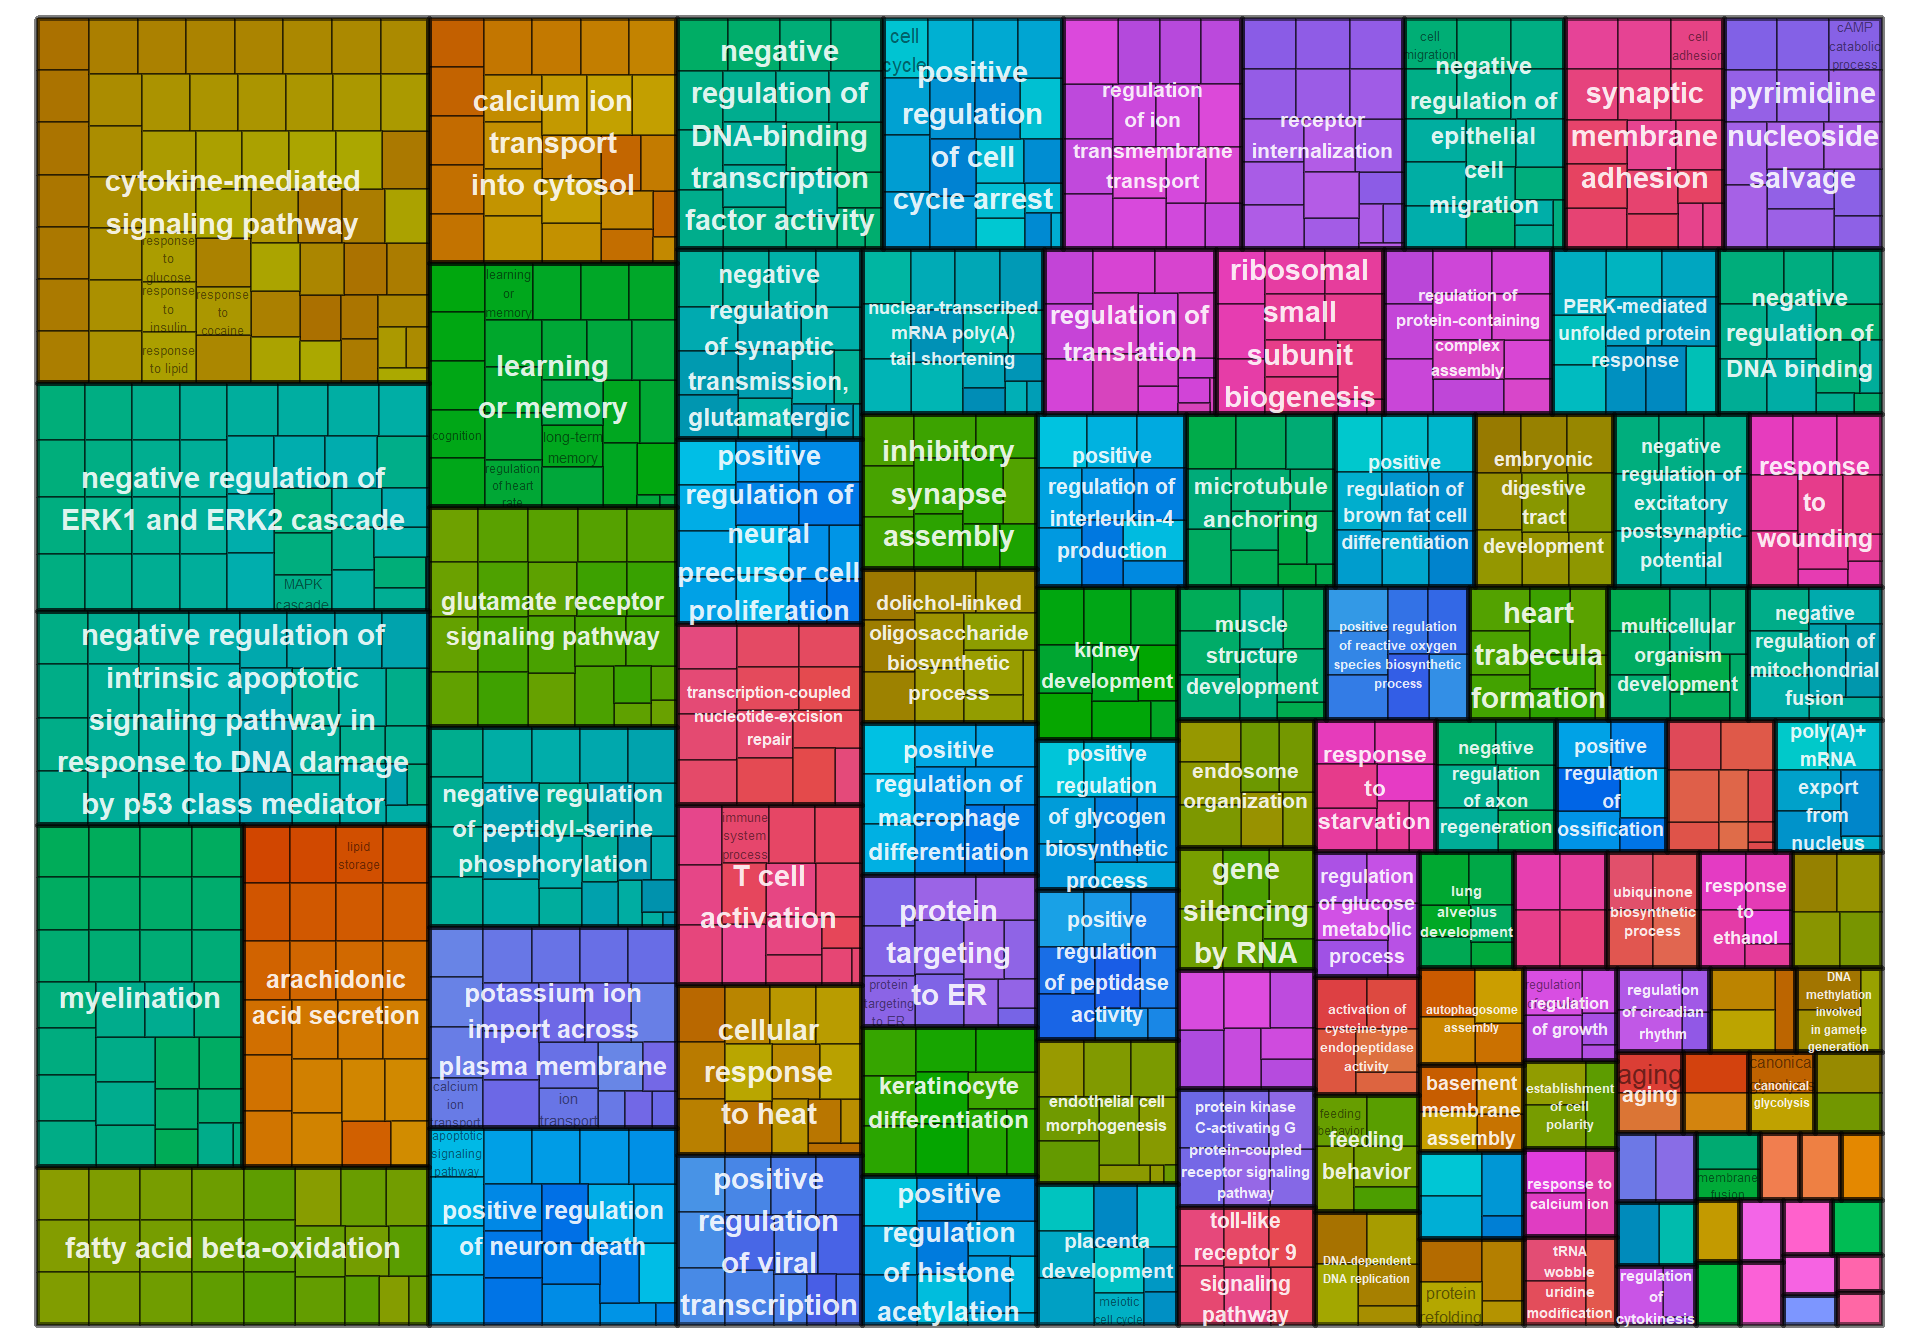 cytokine-mediated
signaling pathway
response
to
glucose
response
to
insulin
response
to
cocaine
response
to lipid
negative regulation of
ERK1 and ERK2 cascade
MAPK
cascade
negative regulation of
intrinsic apoptotic
signaling pathway in
response to DNA damage
by p53 class mediator
myelination
lipid
storage
arachidonic
acid secretion
fatty acid beta-oxidation
calcium ion
transport
into cytosol
learning
or
memory
learning
or memory
cognition
long-term
memory
regulation
of heart
rate
glutamate receptor
signaling pathway
negative regulation
of peptidyl-serine
phosphorylation
potassium ion
import across
plasma membrane
calcium
ion
transport
ion
transport
apoptotic
signaling
pathway
positive regulation
of neuron death
negative
regulation of
DNA-binding
transcription
factor activity
cell
cycle
positive
regulation
of cell
cycle arrest
regulation
of ion
transmembrane
transport
receptor
internalization
cell
migration
negative
regulation of
epithelial
cell
migration
cell
adhesion
synaptic
membrane
adhesion
cAMP
catabolic
process
pyrimidine
nucleoside
salvage
negative
regulation
of synaptic
transmission,
glutamatergic
nuclear-transcribed
mRNA poly(A)
tail shortening
regulation of
translation
ribosomal
small
subunit
biogenesis
regulation of
protein-containing
complex
assembly
PERK-mediated
unfolded protein
response
negative
regulation of
DNA binding
positive
regulation of
neural
precursor cell
proliferation
transcription-coupled
nucleotide-excision
repair
immune
system
process
T cell
activation
cellular
response
to heat
positive
regulation
of viral
transcription
inhibitory
synapse
assembly
dolichol-linked
oligosaccharide
biosynthetic
process
positive
regulation of
macrophage
differentiation
protein
targeting
to ER
protein
targeting
to ER
keratinocyte
differentiation
positive
regulation
of histone
acetylation
positive
regulation of
interleukin-4
production
microtubule
anchoring
positive
regulation of
brown fat cell
differentiation
embryonic
digestive
tract
development
negative
regulation of
excitatory
postsynaptic
potential
response
to
wounding
kidney
development
muscle
structure
development
positive regulation
of reactive oxygen
species biosynthetic
process
heart
trabecula
formation
multicellular
organism
development
negative
regulation of
mitochondrial
fusion
positive
regulation
of glycogen
biosynthetic
process
positive
regulation
of peptidase
activity
endothelial cell
morphogenesis
placenta
development
meiotic
cell cycle
endosome
organization
gene
silencing
by RNA
protein kinase
C-activating G
protein-coupled
receptor signaling
pathway
toll-like
receptor 9
signaling
pathway
response
to
starvation
negative
regulation
of axon
regeneration
positive
regulation
of
ossification
poly(A)+
mRNA
export
from
nucleus
regulation
of glucose
metabolic
process
lung
alveolus
development
ubiquinone
biosynthetic
process
response
to
ethanol
activation of
cysteine-type
endopeptidase
activity
feeding
behavior
feeding
behavior
DNA-dependent
DNA replication
autophagosome
assembly
basement
membrane
assembly
protein
refolding
regulation
regulation
of growth
establishment
of cell
polarity
response to
calcium ion
tRNA
wobble
uridine
modification
regulation
of circadian
rhythm
DNA
methylation
involved
in gamete
generation
aging
aging
canonical
canonical
glycolysis
membrane
fusion
regulation
of
cytokinesis